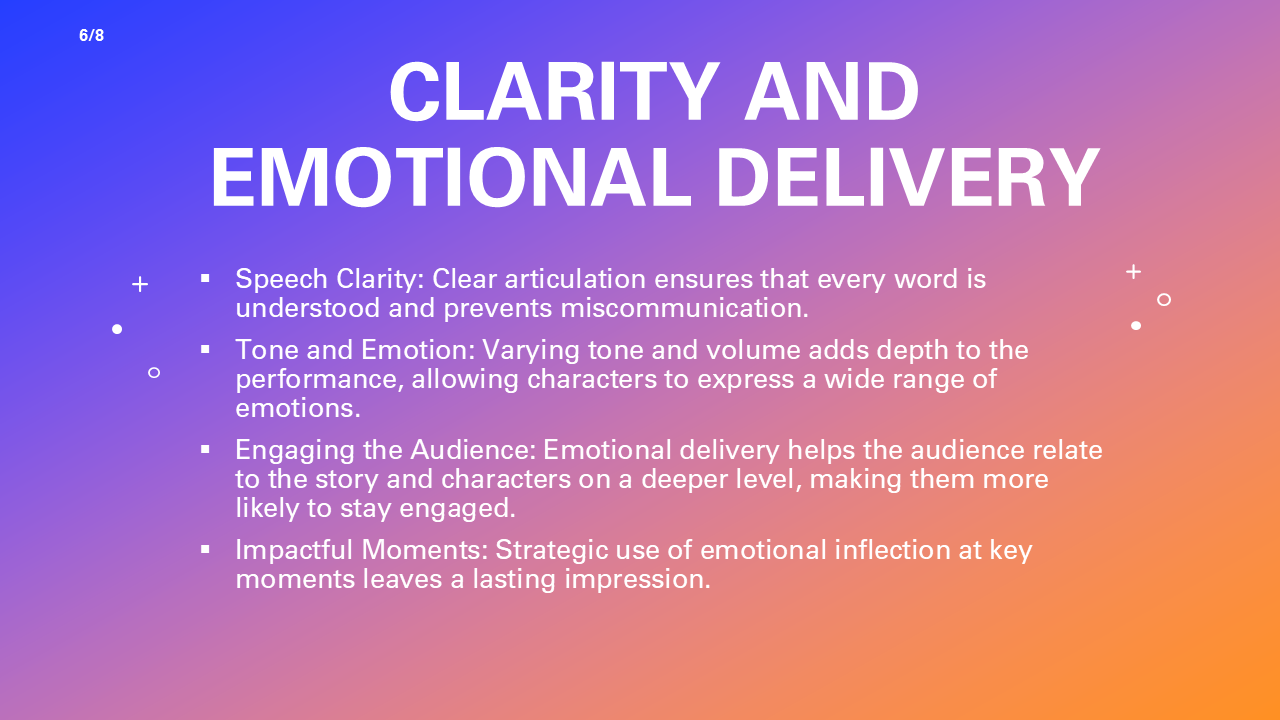 6/8
CLARITY AND
EMOTIONAL DELIVERY
▪ Speech Clarity: Clear articulation ensures that every word is
understood and prevents miscommunication.
▪ Tone and Emotion: Varying tone and volume adds depth to the
performance, allowing characters to express a wide range of
emotions.
▪ Engaging the Audience: Emotional delivery helps the audience relate
to the story and characters on a deeper level, making them more
likely to stay engaged.
▪ Impactful Moments: Strategic use of emotional inflection at key
moments leaves a lasting impression.